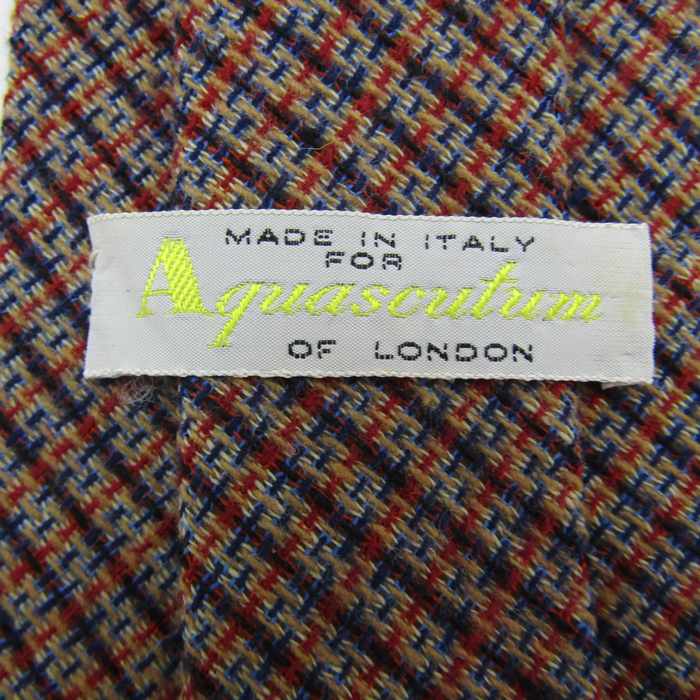 MADE IN ITALY
FOR
Aquascutum
OF LONDON